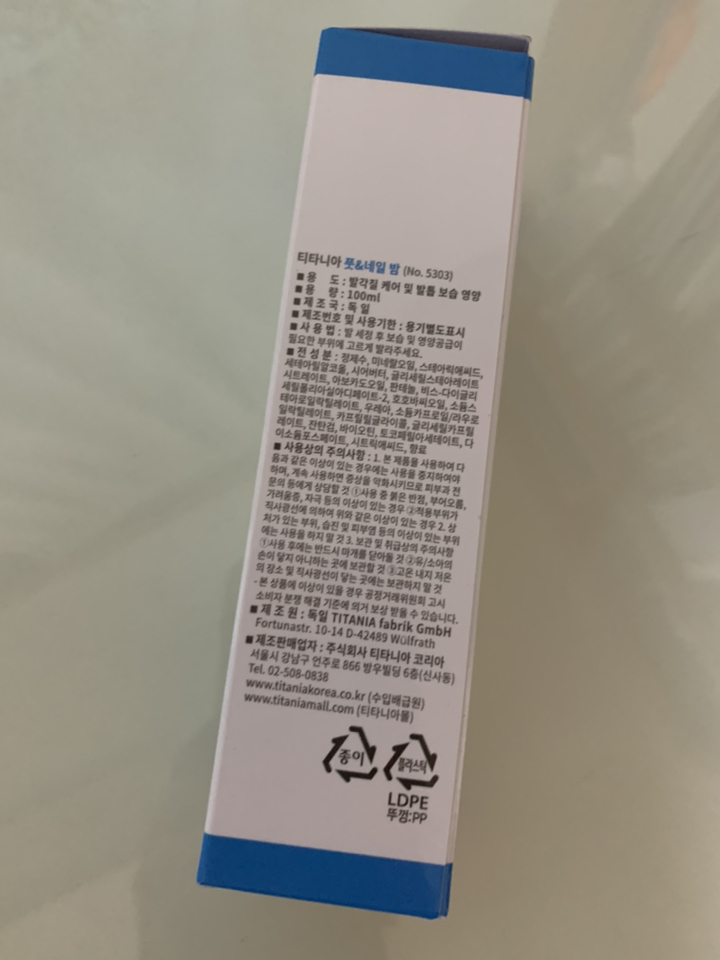 티타니아 풋&네일 밤 (No. 5303)
■ 용 도 : 발각질 케어 및 발톱 보습 영양
■ 용 량 : 100ml
■ 제 조 국 : 독 일
■ 제조번호 및 사용기한 : 용기별도표시
■ 사 용 법 : 발 세정 후 보습 및 영양공급이
필요한 부위에 고르게 발라주세요.
■ 전 성 분 : 정제수, 미네랄오일, 스테아릭애씨드,
세테아릴알코올, 시어버터, 글리세릴스테아레이트
시트레이트, 아보카도오일, 판테놀, 비스-다이글리
세릴폴리아실아디페이트-2, 호호바씨오일, 소듐스
테아로일락틸레이트, 우레아, 소듐카프로일/라우로
일락틸레이트, 카프릴릴글라이콜, 글리세릴카프릴
레이트, 잔탄검, 바이오틴, 토코페릴아세테이트, 다
이소듐포스페이트, 시트릭애씨드, 향료
■ 사용상의 주의사항 : 1. 본 제품을 사용하여 다
음과 같은 이상이 있는 경우에는 사용을 중지하여야
하며, 계속 사용하면 증상을 악화시키므로 피부과 전
문의 등에게 상담할 것 ①사용 중 붉은 반점, 부어오름,
가려움증, 자극 등의 이상이 있는 경우 ②적용부위가
직사광선에 의하여 위와 같은 이상이 있는 경우 2. 상
처가 있는 부위, 습진 및 피부염 등의 이상이 있는 부위
에는 사용을 하지 말 것 3. 보관 및 취급상의 주의사항
①사용 후에는 반드시 마개를 닫아둘 것 ②유/소아의
손이 닿지 아니하는 곳에 보관할 것 ③고온 내지 저온
의 장소 및 직사광선이 닿는 곳에는 보관하지 말 것
- 본 상품에 이상이 있을 경우 공정거래위원회 고시
소비자 분쟁 해결 기준에 의거 보상 받을 수 있습니다.
■ 제 조 원 : 독일 TITANIA fabrik GmbH
Fortunastr. 10-14 D-42489 Wülfrath
■ 제조판매업자 : 주식회사 티타니아 코리아
서울시 강남구 언주로 866 방우빌딩 6층(신사동)
Tel. 02-508-0838
www.titaniakorea.co.kr (수입배급원)
www.titaniamall.com (티타니아몰)
종이 플라스틱
LDPE
뚜껑:PP